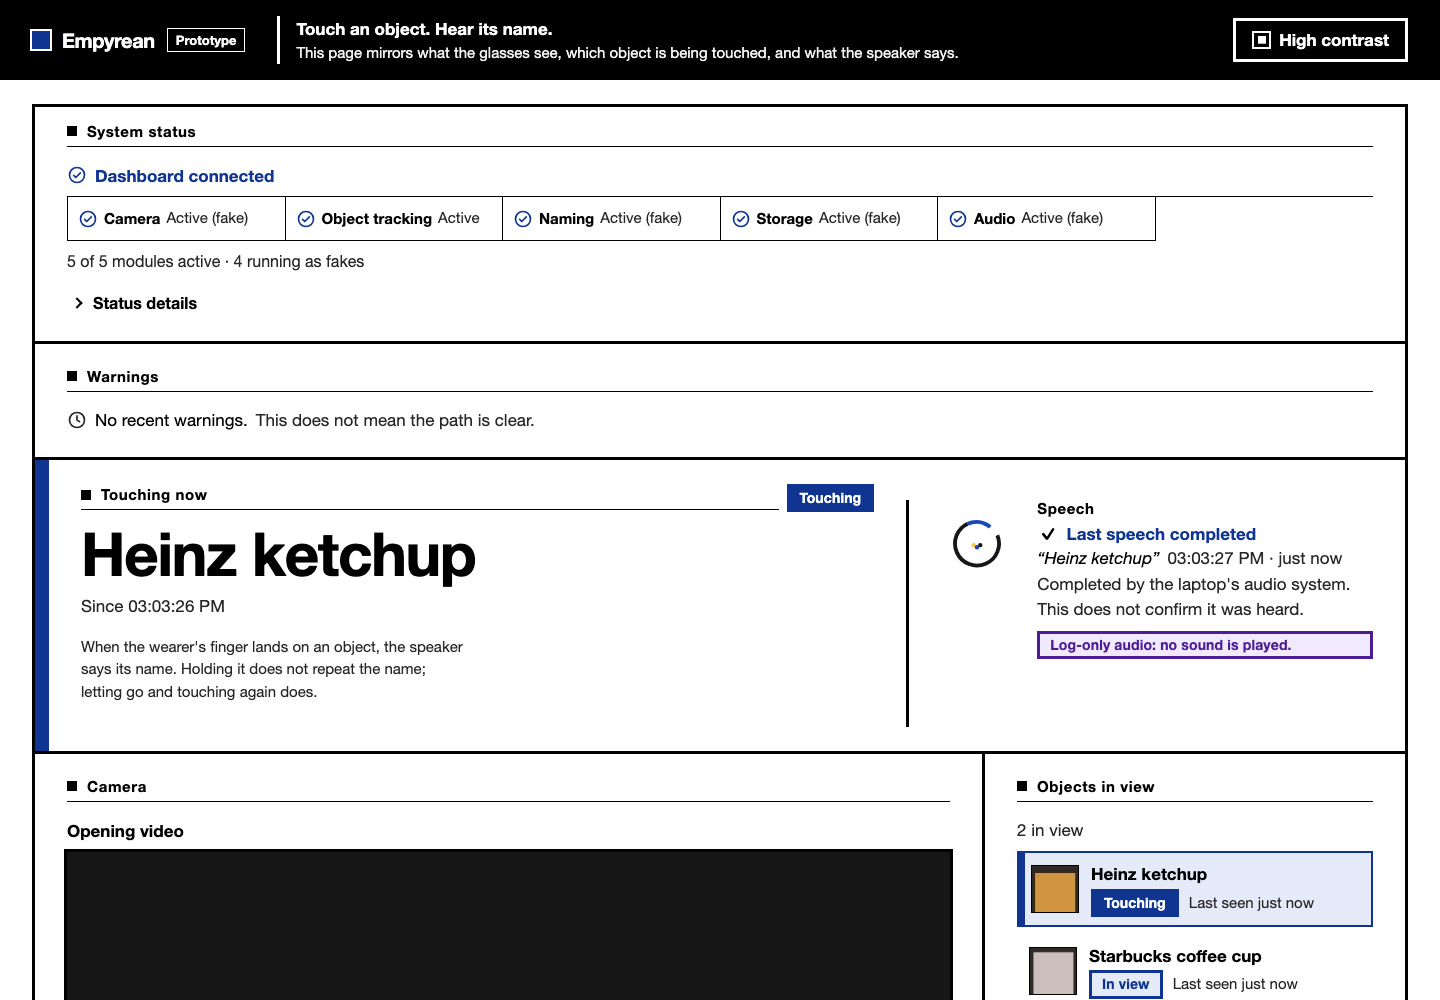 Empyrean
Prototype
Touch an object. Hear its name.
This page mirrors what the glasses see, which object is being touched, and what the speaker says.
High contrast
System status
Dashboard connected
Camera Active (fake)
Object tracking Active
Naming Active (fake)
Storage Active (fake)
Audio Active (fake)
5 of 5 modules active · 4 running as fakes
Status details
Warnings
No recent warnings. This does not mean the path is clear.
Touching now
Touching
Heinz ketchup
Since 03:03:26 PM
When the wearer's finger lands on an object, the speaker
says its name. Holding it does not repeat the name;
letting go and touching again does.
Speech
Last speech completed
“Heinz ketchup” 03:03:27 PM · just now
Completed by the laptop's audio system.
This does not confirm it was heard.
Log-only audio: no sound is played.
Camera
Opening video
Objects in view
2 in view
Heinz ketchup
Touching Last seen just now
Starbucks coffee cup
In view Last seen just now